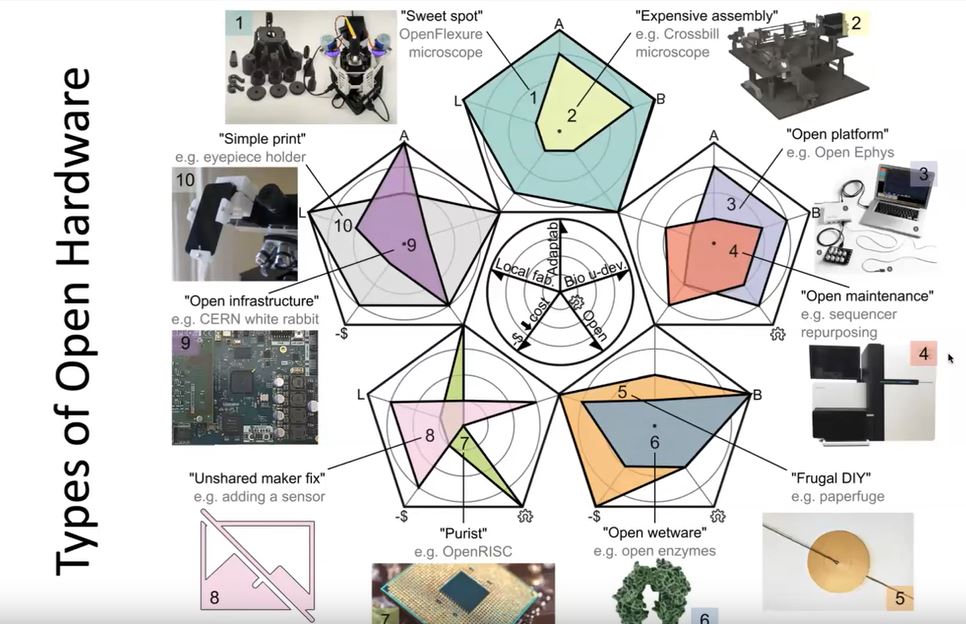 Types of Open Hardware
1
"Sweet spot"
OpenFlexure
microscope
A
"Expensive assembly"
e.g. Crossbill
microscope
2
1
2
L
B
"Simple print"
e.g. eyepiece holder
10
A
L
10
9
-$
"Open infrastructure"
e.g. CERN white rabbit
9
Adaptab.
Local fab.
Bio u-dev.
$ cost
Open
A
B
3
4
"Open platform"
e.g. Open Ephys
3
"Open maintenance"
e.g. sequencer
repurposing
4
L
8
7
-$
"Unshared maker fix"
e.g. adding a sensor
8
"Purist"
e.g. OpenRISC
7
B
5
6
-$
"Open wetware"
e.g. open enzymes
6
"Frugal DIY"
e.g. paperfuge
5